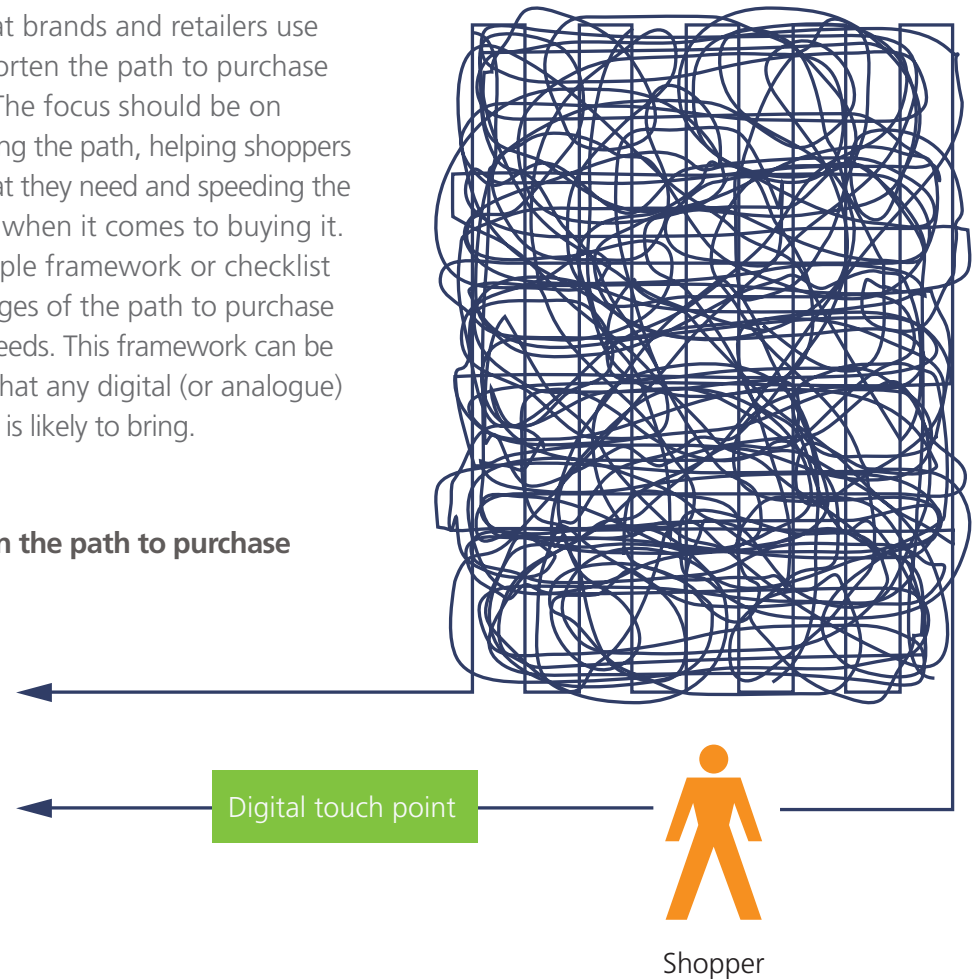 at brands and retailers use
orten the path to purchase
The focus should be on
ng the path, helping shoppers
at they need and speeding the
when it comes to buying it.
ple framework or checklist
ges of the path to purchase
eeds. This framework can be
hat any digital (or analogue)
is likely to bring.
n the path to purchase
Digital touch point
Shopper